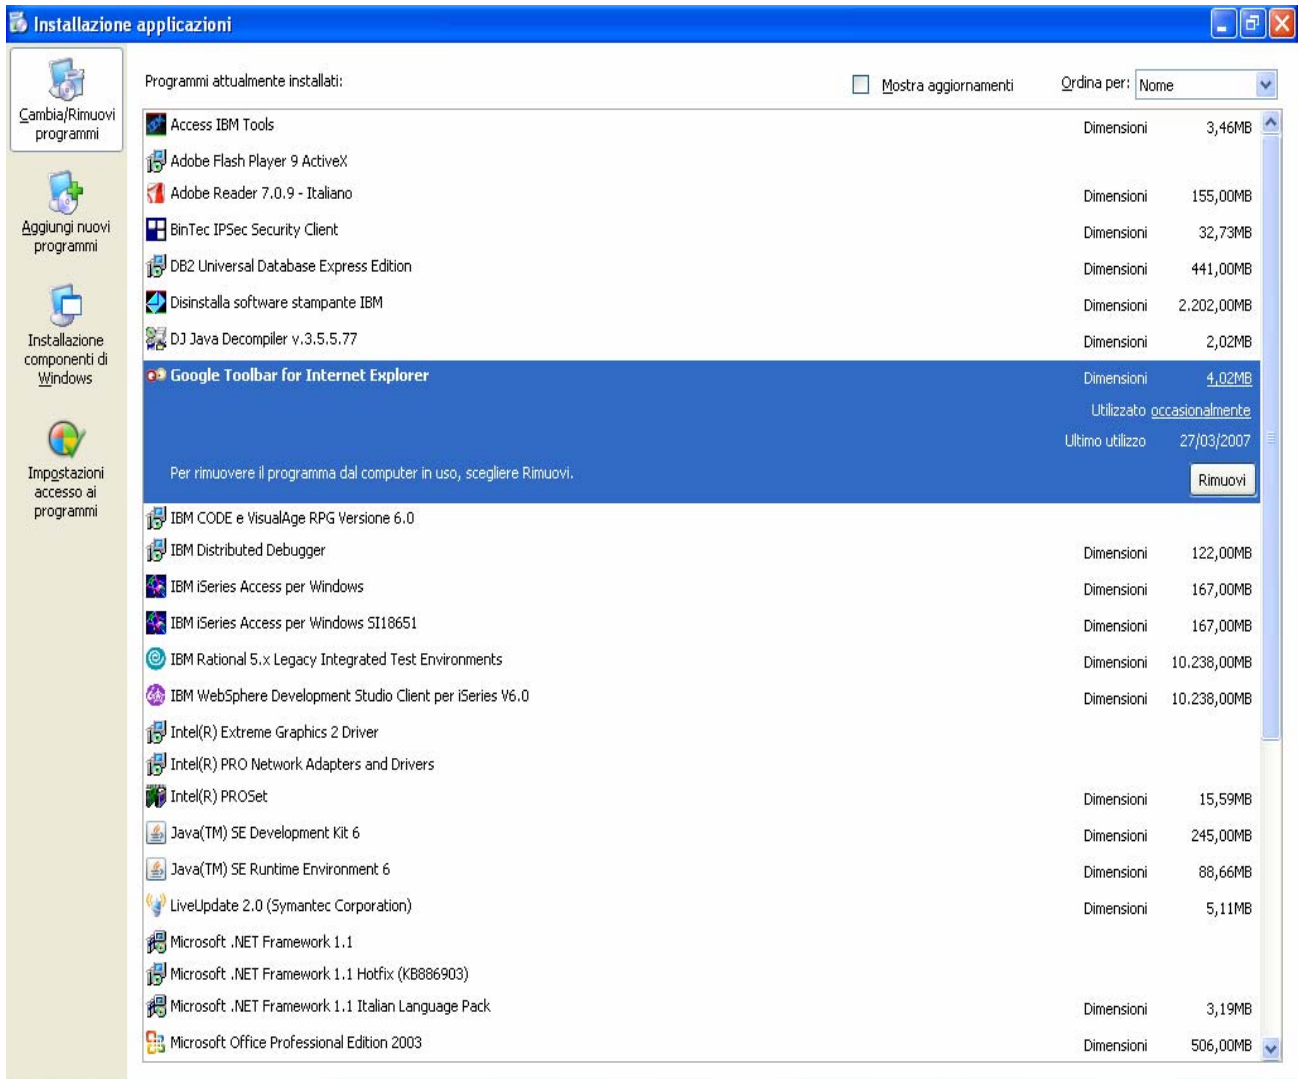 Installazione applicazioni
Cambia/Rimuovi
programmi
Aggiungi nuovi
programmi
Installazione
componenti di
Windows
Impostazioni
accesso ai
programmi
Programmi attualmente installati:
Mostra aggiornamenti
Ordina per: Nome
Access IBM Tools Dimensioni 3,46MB
Adobe Flash Player 9 ActiveX
Adobe Reader 7.0.9 - Italiano Dimensioni 155,00MB
BinTec IPSec Security Client Dimensioni 32,73MB
DB2 Universal Database Express Edition Dimensioni 441,00MB
Disinstalla software stampante IBM Dimensioni 2.202,00MB
DJ Java Decompiler v.3.5.5.77 Dimensioni 2,02MB
Google Toolbar for Internet Explorer Dimensioni 4,02MB
Utilizzato occasionalmente
Ultimo utilizzo 27/03/2007
Per rimuovere il programma dal computer in uso, scegliere Rimuovi. Rimuovi
IBM CODE e VisualAge RPG Versione 6.0
IBM Distributed Debugger Dimensioni 122,00MB
IBM iSeries Access per Windows Dimensioni 167,00MB
IBM iSeries Access per Windows SI18651 Dimensioni 167,00MB
IBM Rational 5.x Legacy Integrated Test Environments Dimensioni 10.238,00MB
IBM WebSphere Development Studio Client per iSeries V6.0 Dimensioni 10.238,00MB
Intel(R) Extreme Graphics 2 Driver
Intel(R) PRO Network Adapters and Drivers
Intel(R) PROSet Dimensioni 15,59MB
Java(TM) SE Development Kit 6 Dimensioni 245,00MB
Java(TM) SE Runtime Environment 6 Dimensioni 88,66MB
LiveUpdate 2.0 (Symantec Corporation) Dimensioni 5,11MB
Microsoft .NET Framework 1.1
Microsoft .NET Framework 1.1 Hotfix (KB886903)
Microsoft .NET Framework 1.1 Italian Language Pack Dimensioni 3,19MB
Microsoft Office Professional Edition 2003 Dimensioni 506,00MB